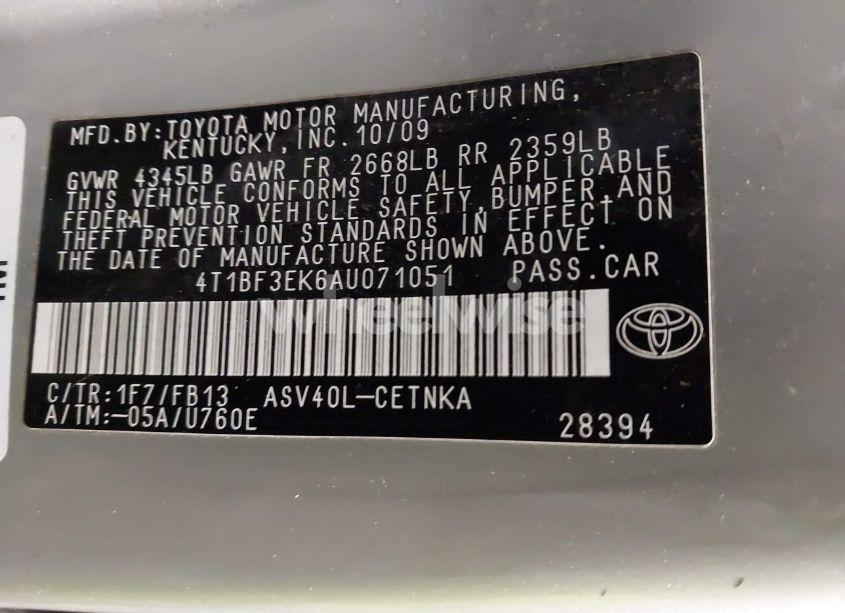 MFD.BY:TOYOTA MOTOR MANUFACTURING,
KENTUCKY,INC.10/09
GVWR 4345LB GAWR FR 2668LB RR 2359LB
THIS VEHICLE CONFORMS TO ALL APPLICABLE
FEDERAL MOTOR VEHICLE SAFETY,BUMPER,AND
THEFT PREVENTION STANDARDS IN EFFECT ON
THE DATE OF MANUFACTURE SHOWN ABOVE.
4T1BF3EK6AU071051 PASS.CAR
wheelwise
C/TR:1F7/FB13 ASV40L-CETNKA
A/TM:-05A/U760E 28394